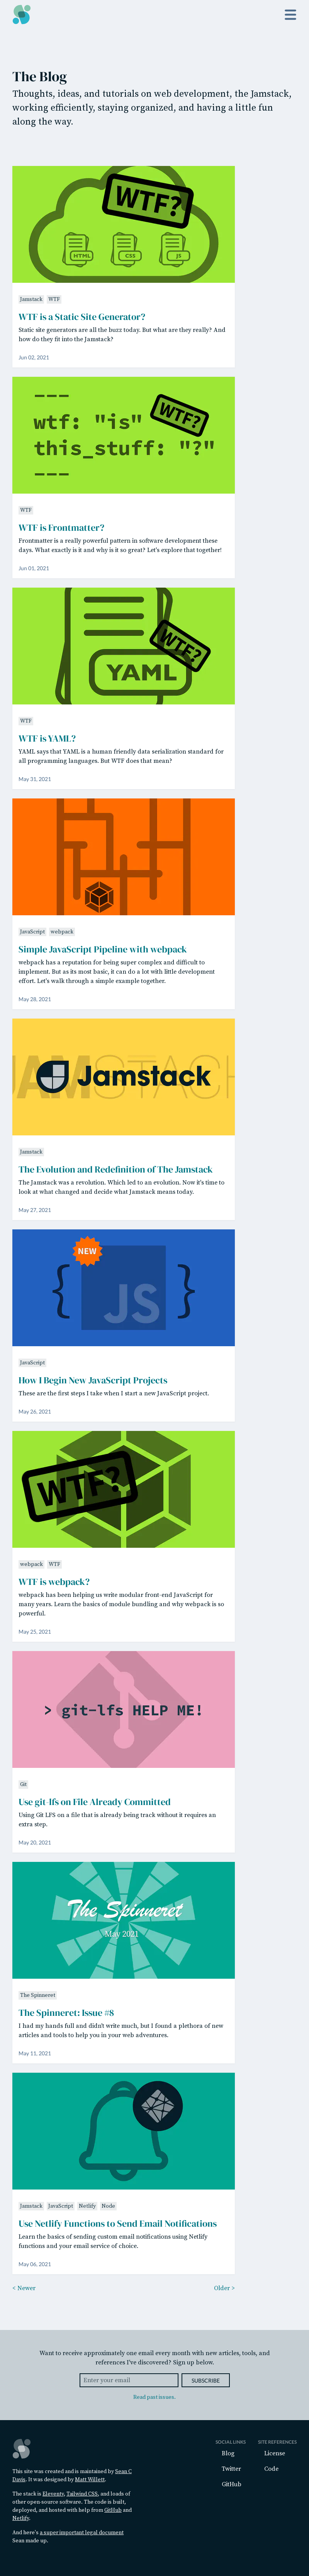 The Blog
Thoughts, ideas, and tutorials on web development, the Jamstack,
working efficiently, staying organized, and having a little fun
along the way.
WTF?
HTML
CSS
JS
Jamstack WTF
WTF is a Static Site Generator?
Static site generators are all the buzz today. But what are they really? And
how do they fit into the Jamstack?
Jun 02, 2021
---
wtf: "is"
this_stuff: "?"
---
WTF?
WTF
WTF is Frontmatter?
Frontmatter is a really powerful pattern in software development these
days. What exactly is it and why is it so great? Let's explore that together!
Jun 01, 2021
WTF?
YAML
WTF
WTF is YAML?
YAML says that YAML is a human friendly data serialization standard for
all programming languages. But WTF does that mean?
May 31, 2021
JavaScript webpack
Simple JavaScript Pipeline with webpack
webpack has a reputation for being super complex and difficult to
implement. But as its most basic, it can do a lot with little development
effort. Let's walk through a simple example together.
May 28, 2021
JAMSTACK
Jamstack
Jamstack
The Evolution and Redefinition of The Jamstack
The Jamstack was a revolution. Which led to an evolution. Now it's time to
look at what changed and decide what Jamstack means today.
May 27, 2021
NEW
{ JS }
JavaScript
How I Begin New JavaScript Projects
These are the first steps I take when I start a new JavaScript project.
May 26, 2021
WTF?
webpack WTF
WTF is webpack?
webpack has been helping us write modular front-end JavaScript for
many years. Learn the basics of module bundling and why webpack is so
powerful.
May 25, 2021
> git-lfs HELP ME!
Git
Use git-lfs on File Already Committed
Using Git LFS on a file that is already being track without it requires an
extra step.
May 20, 2021
The Spinneret
May 2021
The Spinneret
The Spinneret: Issue #8
I had my hands full and didn't write much, but I found a plethora of new
articles and tools to help you in your web adventures.
May 11, 2021
Jamstack JavaScript Netlify Node
Use Netlify Functions to Send Email Notifications
Learn the basics of sending custom email notifications using Netlify
Functions and your email service of choice.
May 06, 2021
< Newer
Older >
Want to receive approximately one email every month with new articles, tools, and
references I've discovered? Sign up below.
Enter your email
SUBSCRIBE
Read past issues.
This site was created and is maintained by Sean C
Davis. It was designed by Matt Willett.
The stack is Eleventy, Tailwind CSS, and loads of
other open-source software. The code is built,
deployed, and hosted with help from GitHub and
Netlify.
And here's a super important legal document
Sean made up.
SOCIAL LINKS
Blog
Twitter
GitHub
SITE REFERENCES
License
Code